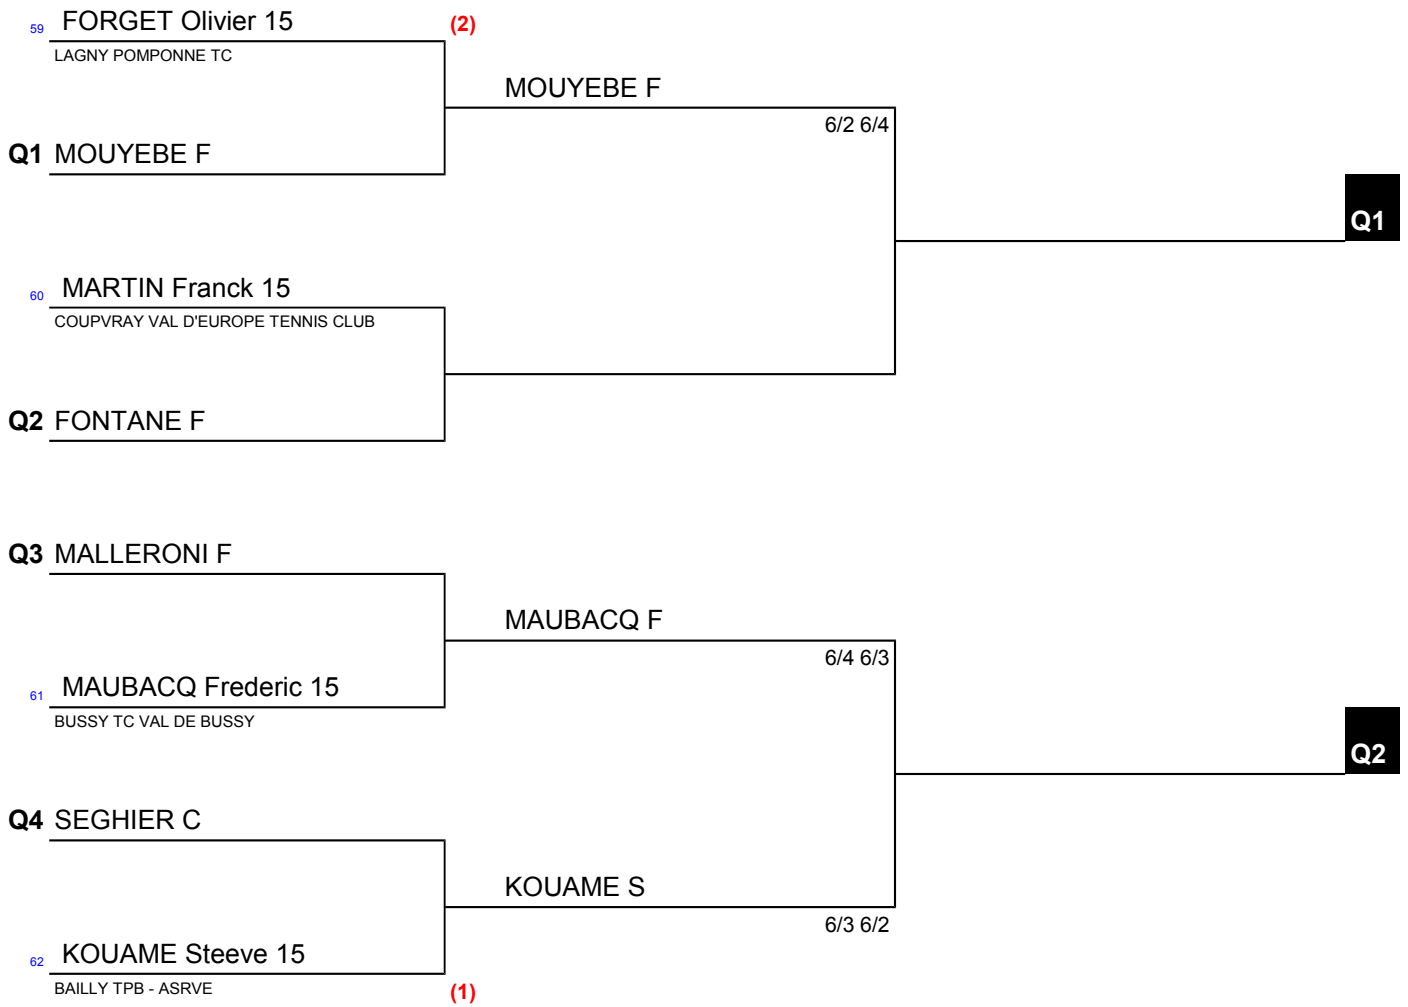 59 FORGET Olivier 15 (2)
LAGNY POMPONNE TC
MOUYEBE F
6/2 6/4
Q1 MOUYEBE F
Q1
60 MARTIN Franck 15
COUPVRAY VAL D'EUROPE TENNIS CLUB
Q2 FONTANE F
Q3 MALLERONI F
MAUBACQ F
6/4 6/3
61 MAUBACQ Frederic 15
BUSSY TC VAL DE BUSSY
Q2
Q4 SEGHIER C
KOUAME S
6/3 6/2
62 KOUAME Steeve 15
BAILLY TPB - ASRVE (1)